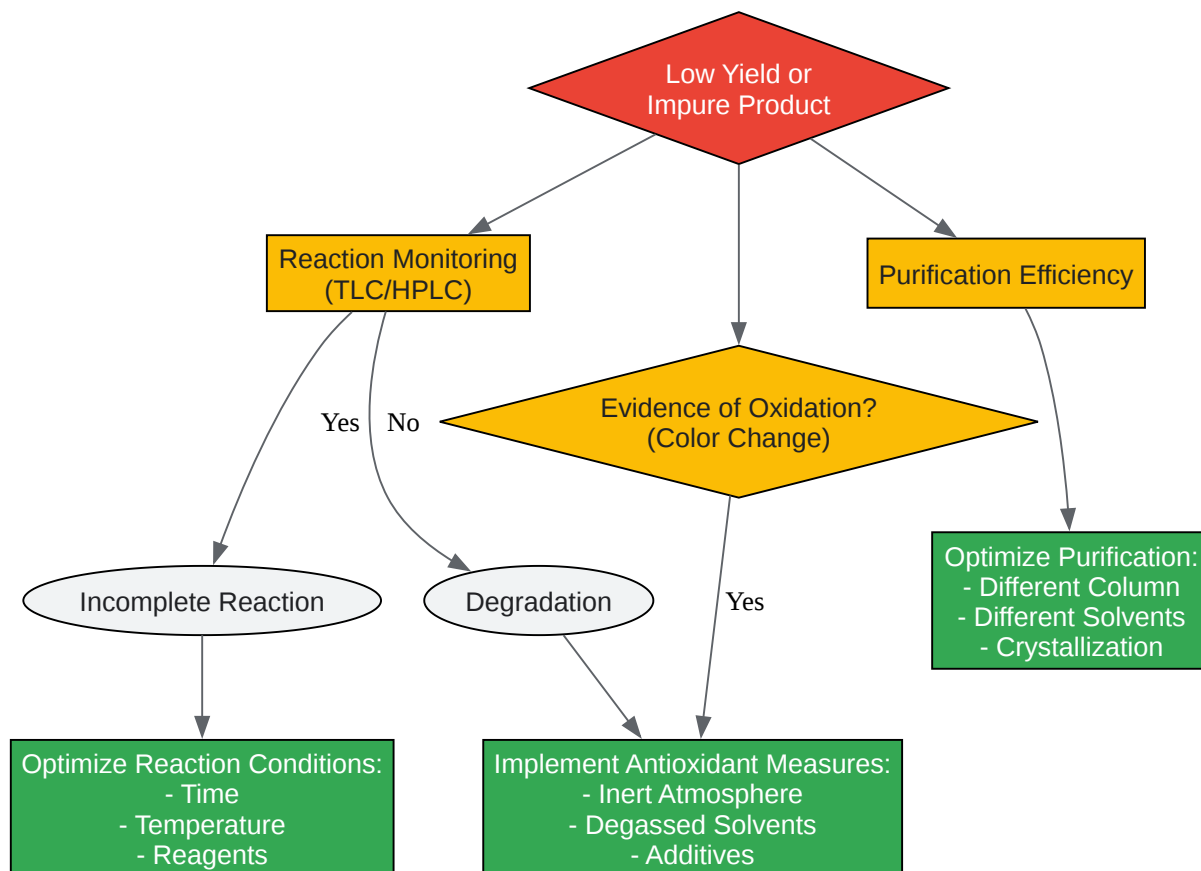 Low Yield or
Impure Product
Reaction Monitoring
(TLC/HPLC)
Purification Efficiency
Evidence of Oxidation?
(Color Change)
Yes
No
Incomplete Reaction
Degradation
Yes
Optimize Purification:
- Different Column
- Different Solvents
- Crystallization
Optimize Reaction Conditions:
- Time
- Temperature
- Reagents
Implement Antioxidant Measures:
- Inert Atmosphere
- Degassed Solvents
- Additives